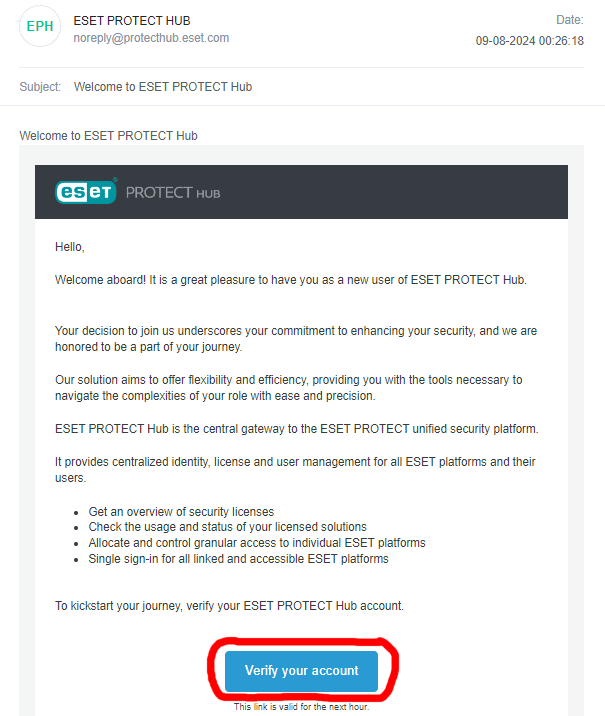 EPH
ESET PROTECT HUB
noreply@protecthub.eset.com
Date:
09-08-2024 00:26:18
Subject: Welcome to ESET PROTECT Hub
Welcome to ESET PROTECT Hub
eseT® PROTECT HUB
Hello,
Welcome aboard! It is a great pleasure to have you as a new user of ESET PROTECT Hub.
Your decision to join us underscores your commitment to enhancing your security, and we are
honored to be a part of your journey.
Our solution aims to offer flexibility and efficiency, providing you with the tools necessary to
navigate the complexities of your role with ease and precision.
ESET PROTECT Hub is the central gateway to the ESET PROTECT unified security platform.
It provides centralized identity, license and user management for all ESET platforms and their
users.
• Get an overview of security licenses
• Check the usage and status of your licensed solutions
• Allocate and control granular access to individual ESET platforms
• Single sign-in for all linked and accessible ESET platforms
To kickstart your journey, verify your ESET PROTECT Hub account.
Verify your account
This link is valid for the next hour.